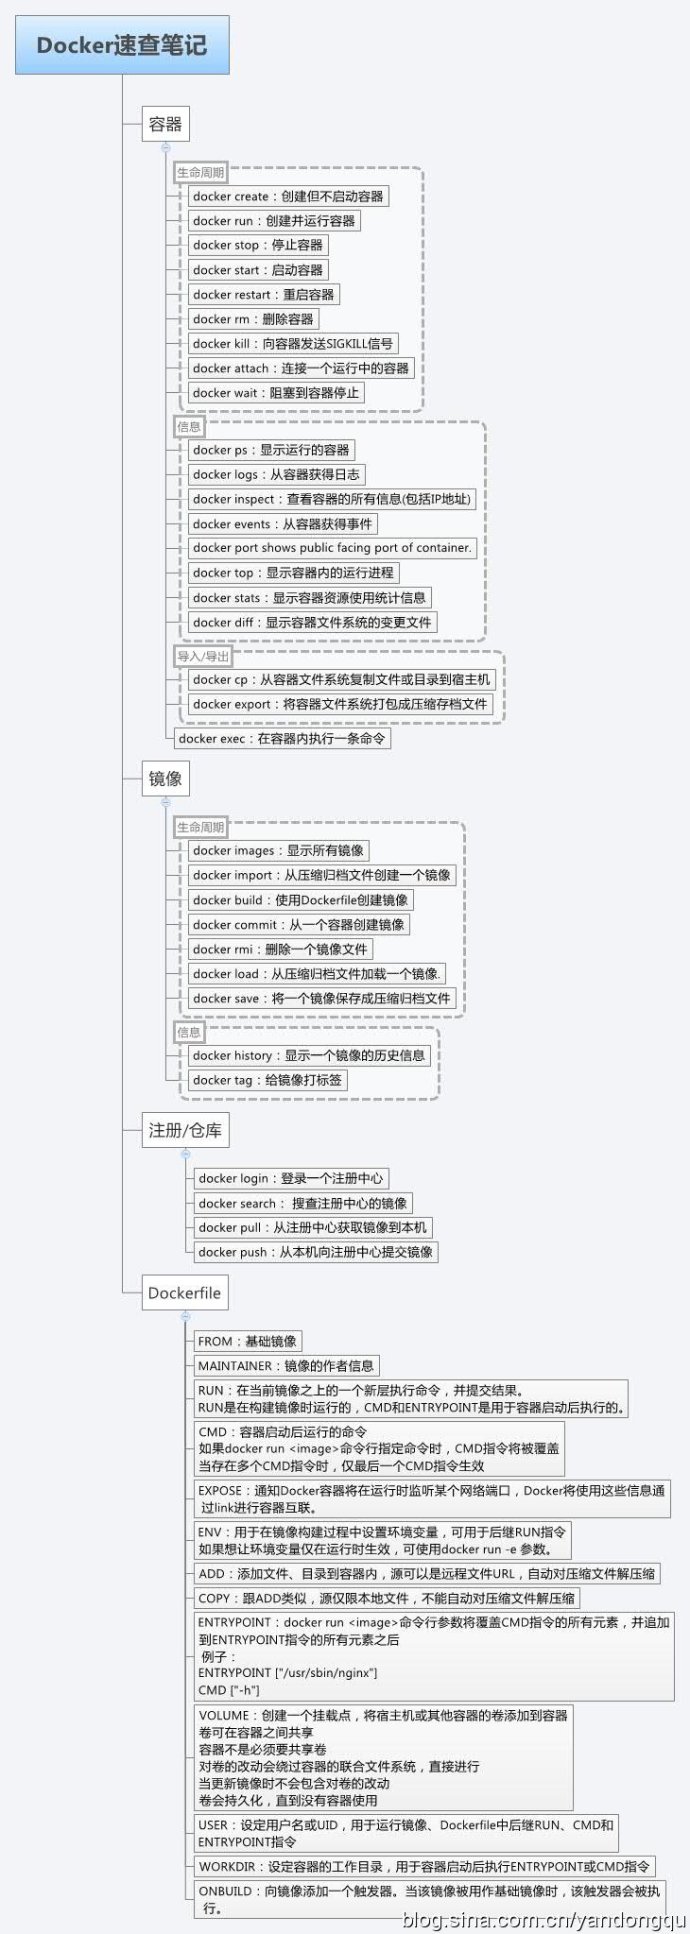 Docker速查笔记
容器
生命周期
docker create：创建但不启动容器
docker run：创建并运行容器
docker stop：停止容器
docker start：启动容器
docker restart：重启容器
docker rm：删除容器
docker kill：向容器发送SIGKILL信号
docker attach：连接一个运行中的容器
docker wait：阻塞到容器停止
信息
docker ps：显示运行的容器
docker logs：从容器获得日志
docker inspect：查看容器的所有信息(包括IP地址)
docker events：从容器获得事件
docker port shows public facing port of container.
docker top：显示容器内的运行进程
docker stats：显示容器资源使用统计信息
docker diff：显示容器文件系统的变更文件
导入/导出
docker cp：从容器文件系统复制文件或目录到宿主机
docker export：将容器文件系统打包成压缩存档文件
docker exec：在容器内执行一条命令
镜像
生命周期
docker images：显示所有镜像
docker import：从压缩归档文件创建一个镜像
docker build：使用Dockerfile创建镜像
docker commit：从一个容器创建镜像
docker rmi：删除一个镜像文件
docker load：从压缩归档文件加载一个镜像.
docker save：将一个镜像保存成压缩归档文件
信息
docker history：显示一个镜像的历史信息
docker tag：给镜像打标签
注册/仓库
docker login：登录一个注册中心
docker search： 搜查注册中心的镜像
docker pull：从注册中心获取镜像到本机
docker push：从本机向注册中心提交镜像
Dockerfile
FROM：基础镜像
MAINTAINER：镜像的作者信息
RUN：在当前镜像之上的一个新层执行命令，并提交结果。
RUN是在构建镜像时运行的，CMD和ENTRYPOINT是用于容器启动后执行的。
CMD：容器启动后运行的命令
如果docker run <image>命令行指定命令时，CMD指令将被覆盖
当存在多个CMD指令时，仅最后一个CMD指令生效
EXPOSE：通知Docker容器将在运行时监听某个网络端口，Docker将使用这些信息通
过link进行容器互联。
ENV：用于在镜像构建过程中设置环境变量，可用于后继RUN指令
如果想让环境变量仅在运行时生效，可使用docker run -e 参数。
ADD：添加文件、目录到容器内，源可以是远程文件URL，自动对压缩文件解压缩
COPY：跟ADD类似，源仅限本地文件，不能自动对压缩文件解压缩
ENTRYPOINT：docker run <image>命令行参数将覆盖CMD指令的所有元素，并追加
到ENTRYPOINT指令的所有元素之后
例子：
ENTRYPOINT ["/usr/sbin/nginx"]
CMD ["-h"]
VOLUME：创建一个挂载点，将宿主机或其他容器的卷添加到容器
卷可在容器之间共享
容器不是必须要共享卷
对卷的改动会绕过容器的联合文件系统，直接进行
当更新镜像时不会包含对卷的改动
卷会持久化，直到没有容器使用
USER：设定用户名或UID，用于运行镜像、Dockerfile中后继RUN、CMD和
ENTRYPOINT指令
WORKDIR：设定容器的工作目录，用于容器启动后执行ENTRYPOINT或CMD指令
ONBUILD：向镜像添加一个触发器。当该镜像被用作基础镜像时，该触发器会被执
行。
blog.sina.com.cn/yandongqu